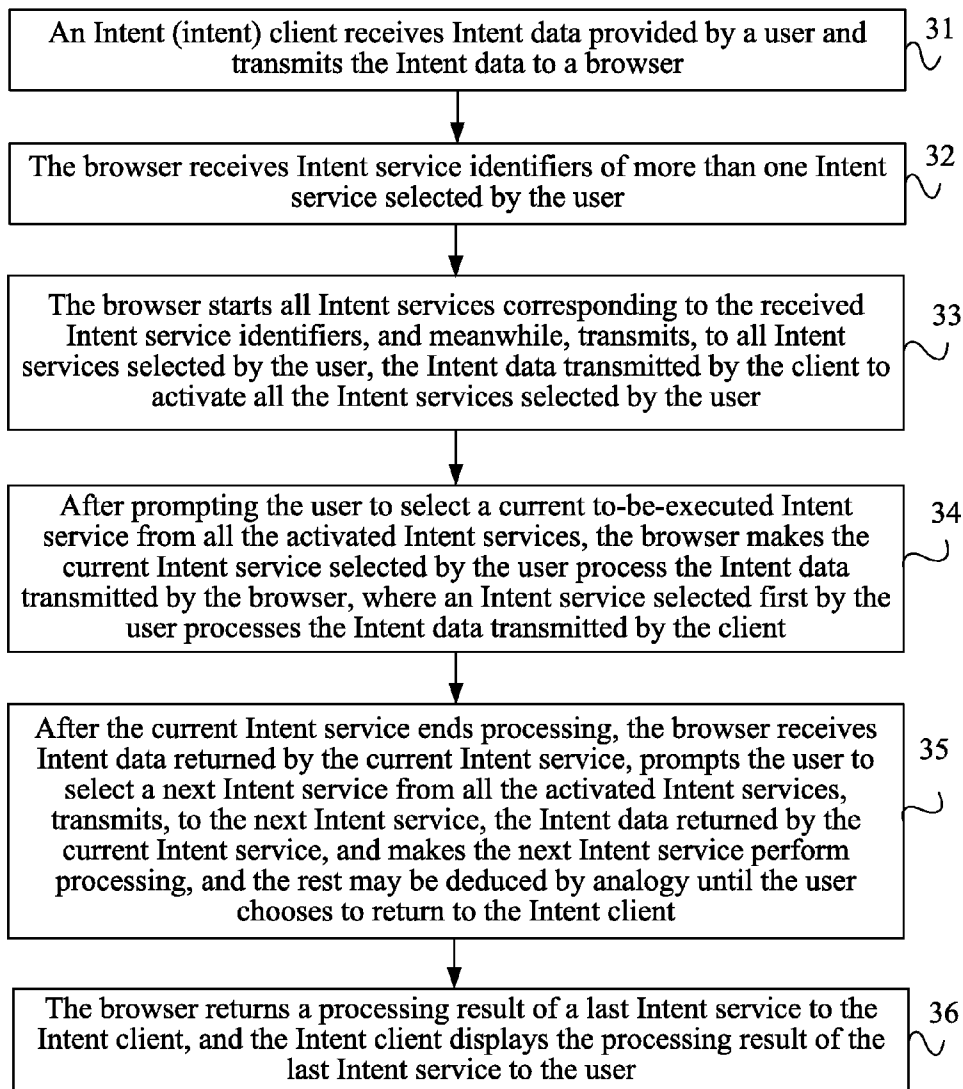 An Intent (intent) client receives Intent data provided by a user and
transmits the Intent data to a browser
31
The browser receives Intent service identifiers of more than one Intent
service selected by the user
32
The browser starts all Intent services corresponding to the received
Intent service identifiers, and meanwhile, transmits, to all Intent
services selected by the user, the Intent data transmitted by the client to
activate all the Intent services selected by the user
33
After prompting the user to select a current to-be-executed Intent
service from all the activated Intent services, the browser makes the
current Intent service selected by the user process the Intent data
transmitted by the browser, where an Intent service selected first by the
user processes the Intent data transmitted by the client
34
After the current Intent service ends processing, the browser receives
Intent data returned by the current Intent service, prompts the user to
select a next Intent service from all the activated Intent services,
transmits, to the next Intent service, the Intent data returned by the
current Intent service, and makes the next Intent service perform
processing, and the rest may be deduced by analogy until the user
chooses to return to the Intent client
35
The browser returns a processing result of a last Intent service to the
Intent client, and the Intent client displays the processing result of the
last Intent service to the user
36